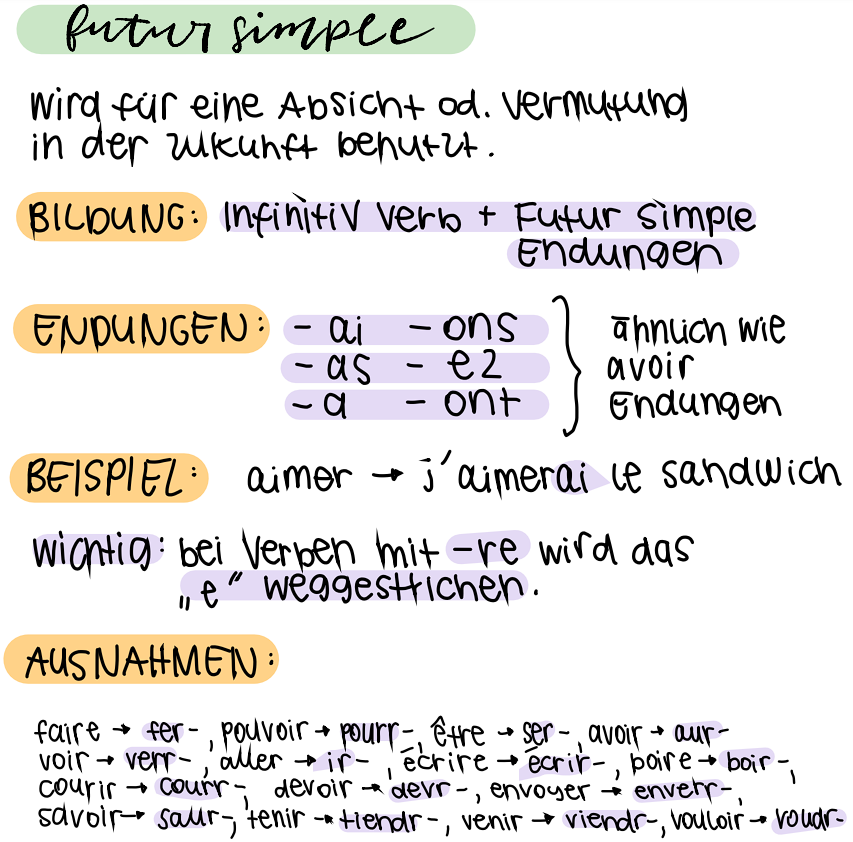 futur simple
Wird für eine Absicht od. Vermutung
in der Zukunft benutzt.
BILDUNG: Infinitiv Verb + Futur Simple
Endungen
ENDUNGEN: - ai - ons
- as - ez
- a - ont
ähnlich wie
avoir
Endungen
BEISPIEL: aimer → j'aimerai le sandwich
Wichtig: bei Verben mit -re wird das
„e" weggestrichen.
AUSNAHMEN:
faire → fer-, pouvoir → pourr-, être → ser-, avoir → aur-
voir → verr-, aller → ir-, écrire → écrir-, boire → boir-,
courir → courr-, devoir → devr-, envoyer → enverr-,
savoir → saur-, tenir → tiendr-, venir → viendr-, vouloir → voudr-